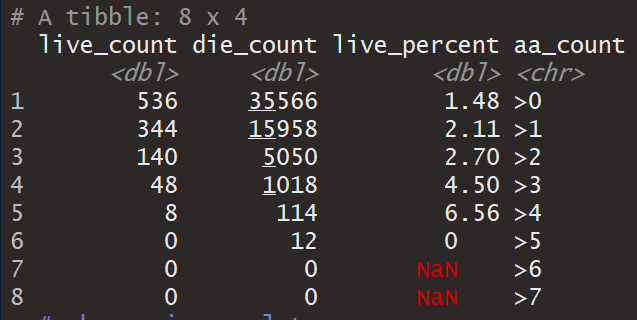 # A tibble: 8 x 4
live_count die_count live_percent aa_count
<dbl> <dbl> <dbl> <chr>
1 536 35566 1.48 >0
2 344 15958 2.11 >1
3 140 5050 2.70 >2
4 48 1018 4.50 >3
5 8 114 6.56 >4
6 0 12 0 >5
7 0 0 NaN >6
8 0 0 NaN >7